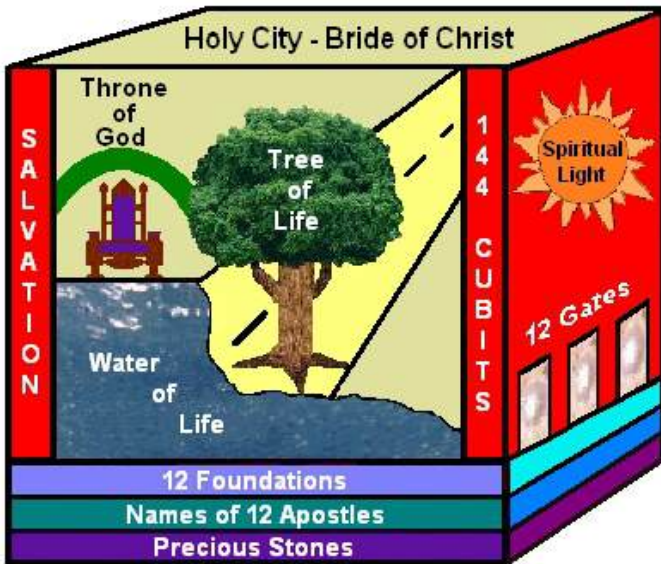 Holy City - Bride of Christ
Throne
of
God
SALVATION
Tree
of
Life
144 CUBITS
Spiritual
Light
12 Gates
Water
of
Life
12 Foundations
Names of 12 Apostles
Precious Stones